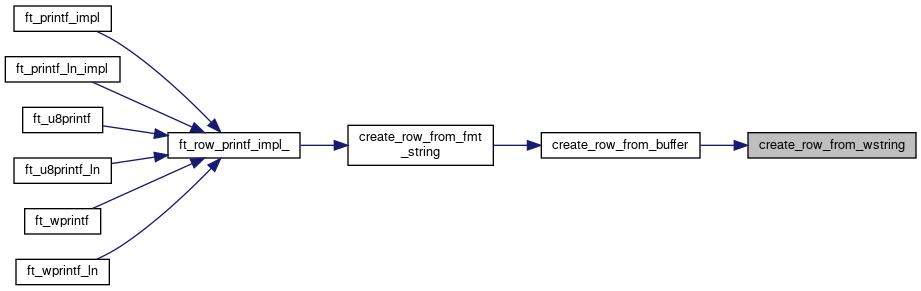 ft_printf_impl
ft_printf_ln_impl
ft_u8printf
ft_u8printf_ln
ft_wprintf
ft_wprintf_ln
ft_row_printf_impl_
create_row_from_fmt
_string
create_row_from_buffer
create_row_from_wstring